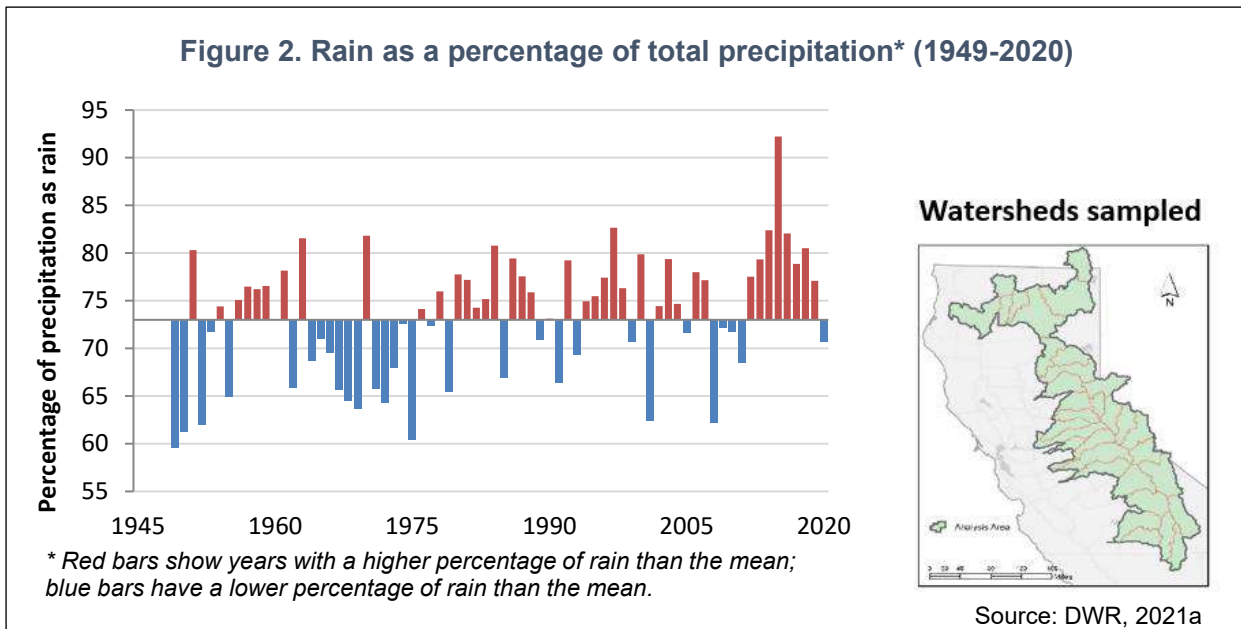 Figure 2. Rain as a percentage of total precipitation* (1949-2020)
Percentage of precipitation as rain
95
90
85
80
75
70
65
60
55
1945
1960
1975
1990
2005
2020
* Red bars show years with a higher percentage of rain than the mean;
blue bars have a lower percentage of rain than the mean.
Watersheds sampled
N
Analysis Area
Miles
Source: DWR, 2021a